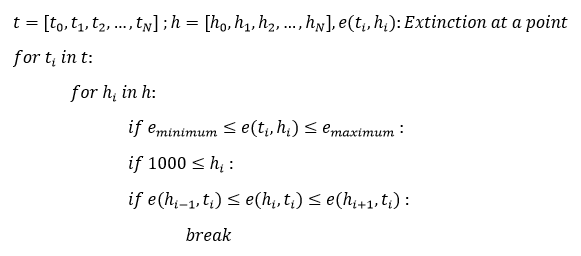 t = [t₀, t₁, t₂, …, t_N] ; h = [h₀, h₁, h₂, …, h_N], e(tᵢ, hᵢ): Extinction at a point
for tᵢ in t:
for hᵢ in h:
if e_minimum ≤ e(tᵢ, hᵢ) ≤ e_maximum :
if 1000 ≤ hᵢ :
if e(hᵢ₋₁, tᵢ) ≤ e(hᵢ, tᵢ) ≤ e(hᵢ₊₁, tᵢ) :
break